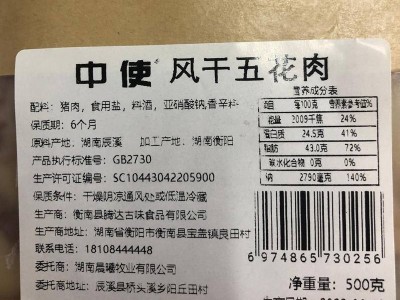 中使 风干五花肉
配料：猪肉，食用盐，料酒，亚硝酸钠，香辛料
保质期：6个月
原料产地：湖南辰溪 加工产地：湖南衡阳
产品执行标准号：GB2730
生产许可证编号：SC10443042205900
保质条件：干燥阴凉通风处或低温冷藏
生产商：衡南县腾达吉味食品有限公司
生产商地址：湖南省衡阳市衡南县宝盖镇良田村
联系电话：18108444448
委托商：湖南晨曦牧业有限公司
委托商地址：辰溪县桥头溪乡阳丘田村
营养成分表
项目 每100克 营养素参考值%
能量 2009千焦 24%
蛋白质 24.5克 41%
脂肪 43.0克 72%
碳水化合物 0克 0%
钠 2790毫克 140%
6 974865 730256
净重量：500克